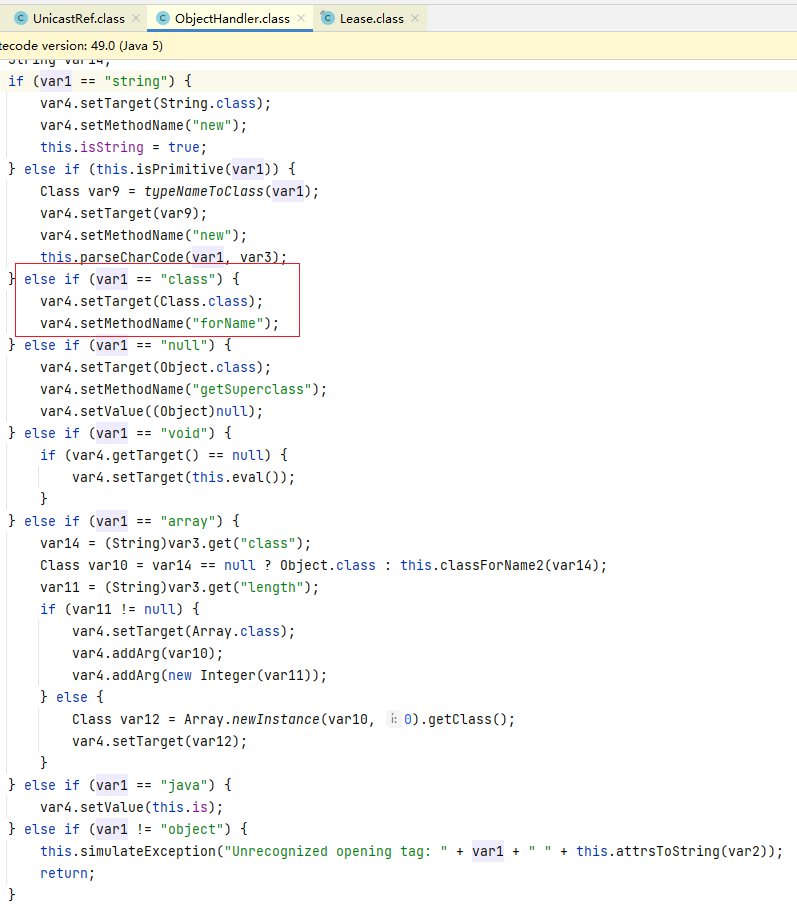 UnicastRef.class × ObjectHandler.class × Lease.class ×
tecode version: 49.0 (Java 5)
String var14;
if (var1 == "string") {
var4.setTarget(String.class);
var4.setMethodName("new");
this.isString = true;
} else if (this.isPrimitive(var1)) {
Class var9 = typeNameToClass(var1);
var4.setTarget(var9);
var4.setMethodName("new");
this.parseCharCode(var1, var3);
} else if (var1 == "class") {
var4.setTarget(Class.class);
var4.setMethodName("forName");
} else if (var1 == "null") {
var4.setTarget(Object.class);
var4.setMethodName("getSuperclass");
var4.setValue((Object)null);
} else if (var1 == "void") {
if (var4.getTarget() == null) {
var4.setTarget(this.eval());
}
} else if (var1 == "array") {
var14 = (String)var3.get("class");
Class var10 = var14 == null ? Object.class : this.classForName2(var14);
var11 = (String)var3.get("length");
if (var11 != null) {
var4.setTarget(Array.class);
var4.addArg(var10);
var4.addArg(new Integer(var11));
} else {
Class var12 = Array.newInstance(var10, i: 0).getClass();
var4.setTarget(var12);
}
} else if (var1 == "java") {
var4.setValue(this.is);
} else if (var1 != "object") {
this.simulateException("Unrecognized opening tag: " + var1 + " " + this.attrsToString(var2));
return;
}